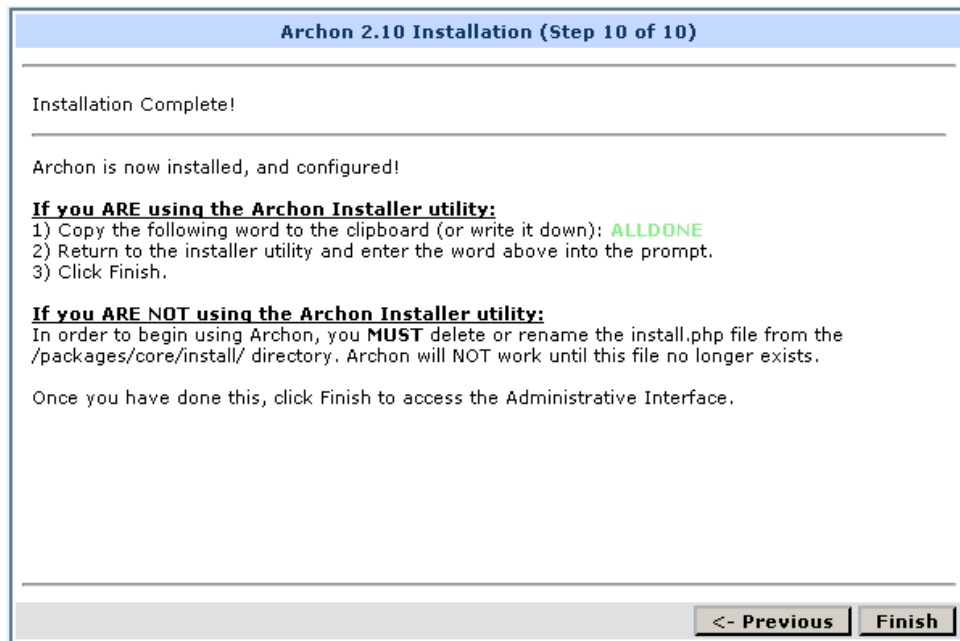 Archon 2.10 Installation (Step 10 of 10)
Installation Complete!
Archon is now installed, and configured!
If you ARE using the Archon Installer utility:
1) Copy the following word to the clipboard (or write it down): ALLDONE
2) Return to the installer utility and enter the word above into the prompt.
3) Click Finish.
If you ARE NOT using the Archon Installer utility:
In order to begin using Archon, you MUST delete or rename the install.php file from the
/packages/core/install/ directory. Archon will NOT work until this file no longer exists.
Once you have done this, click Finish to access the Administrative Interface.
<- Previous Finish